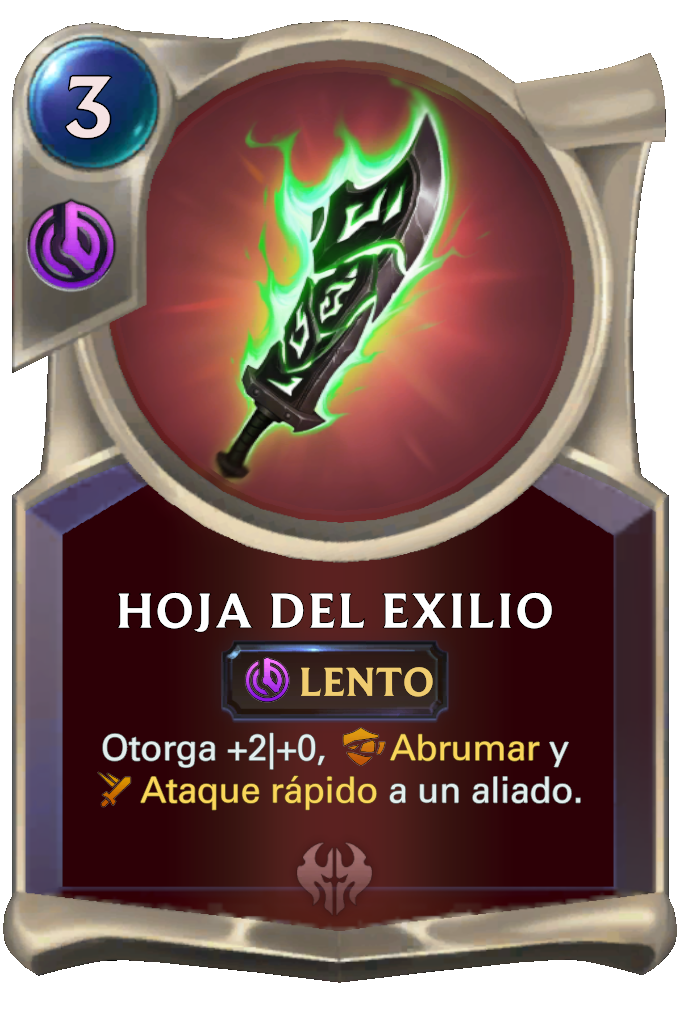 3
HOJA DEL EXILIO
LENTO
Otorga +2|+0, Abrumar y
Ataque rápido a un aliado.